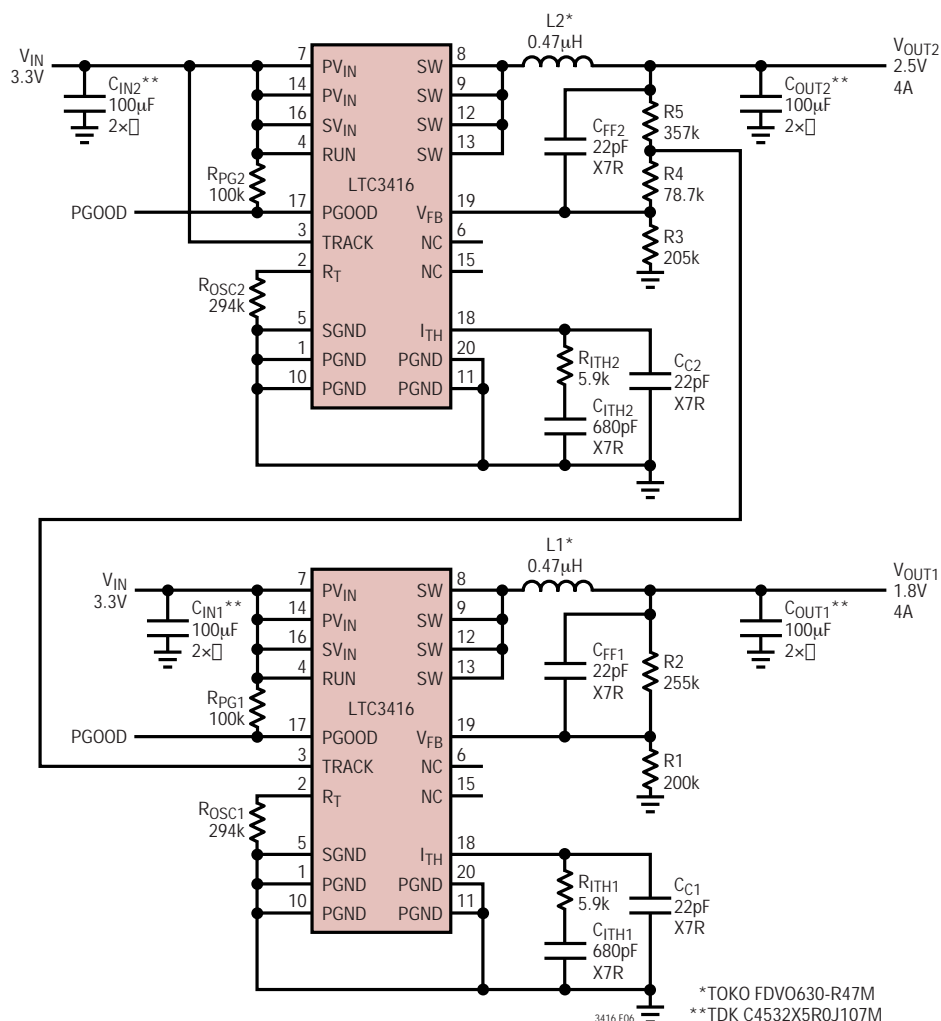 L2*
0.47µH
VIN
3.3V
CIN2**
100µF
2×▯
7 PVIN SW 8
14 PVIN SW 9
16 SVIN SW 12
4 RUN SW 13
LTC3416
RPG2
100k
PGOOD
17 PGOOD VFB 19
3 TRACK NC 6
2 RT NC 15
ROSC2
294k
5 SGND ITH 18
1 PGND PGND 20
10 PGND PGND 11
CFF2
22pF
X7R
R5
357k
R4
78.7k
R3
205k
COUT2**
100µF
2×▯
VOUT2
2.5V
4A
RITH2
5.9k
CITH2
680pF
X7R
CC2
22pF
X7R
L1*
0.47µH
VIN
3.3V
CIN1**
100µF
2×▯
7 PVIN SW 8
14 PVIN SW 9
16 SVIN SW 12
4 RUN SW 13
LTC3416
RPG1
100k
PGOOD
17 PGOOD VFB 19
3 TRACK NC 6
2 RT NC 15
ROSC1
294k
5 SGND ITH 18
1 PGND PGND 20
10 PGND PGND 11
CFF1
22pF
X7R
R2
255k
R1
200k
COUT1**
100µF
2×▯
VOUT1
1.8V
4A
RITH1
5.9k
CITH1
680pF
X7R
CC1
22pF
X7R
3416 F06
*TOKO FDVO630-R47M
**TDK C4532X5R0J107M